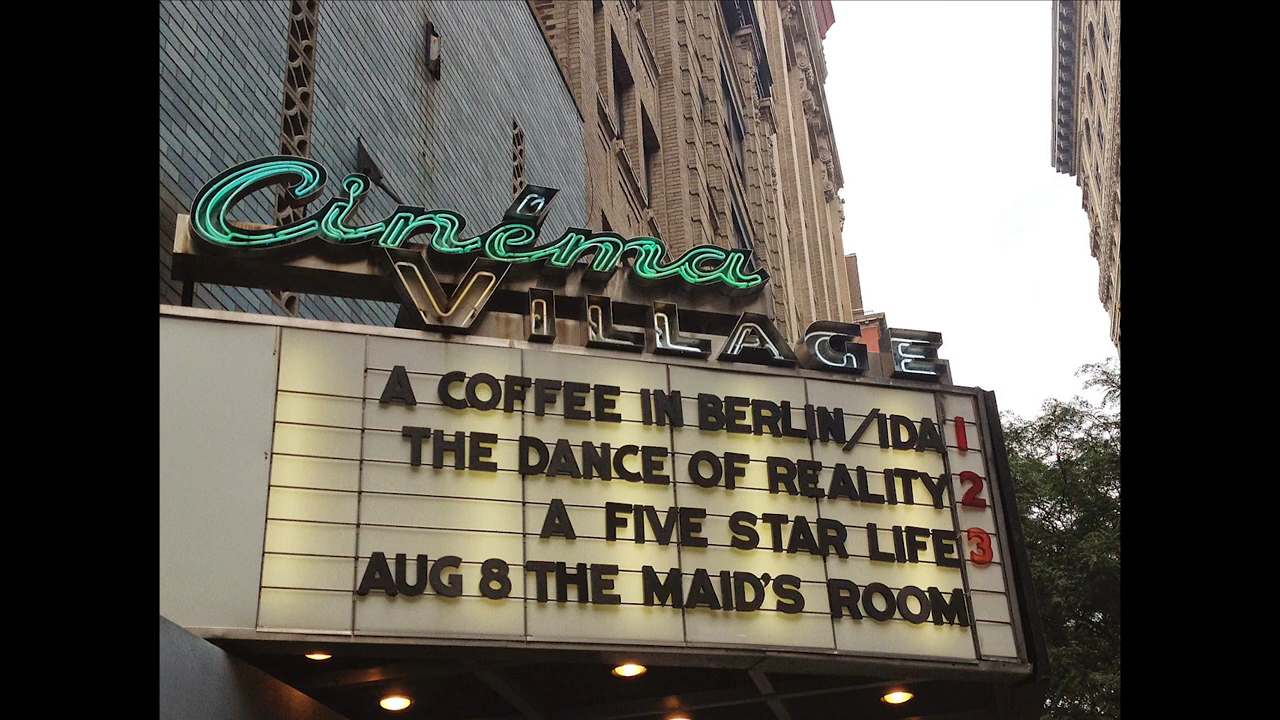 Cinéma
VILLAGE
A COFFEE IN BERLIN/IDA 1
THE DANCE OF REALITY 2
A FIVE STAR LIFE 3
AUG 8 THE MAID'S ROOM